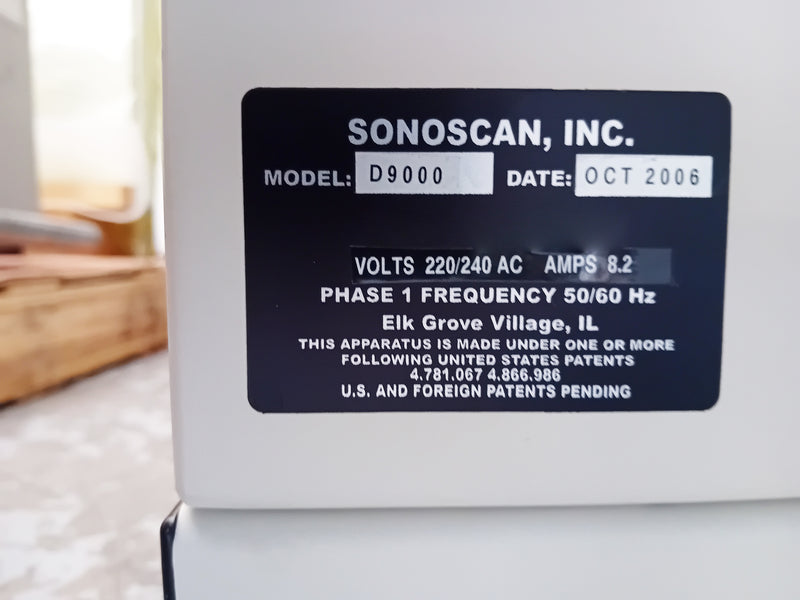 SONOSCAN, INC.
MODEL: D9000 DATE: OCT 2006
VOLTS 220/240 AC AMPS 8.2
PHASE 1 FREQUENCY 50/60 Hz
Elk Grove Village, IL
THIS APPARATUS IS MADE UNDER ONE OR MORE
FOLLOWING UNITED STATES PATENTS
4.781.067 4.866.986
U.S. AND FOREIGN PATENTS PENDING